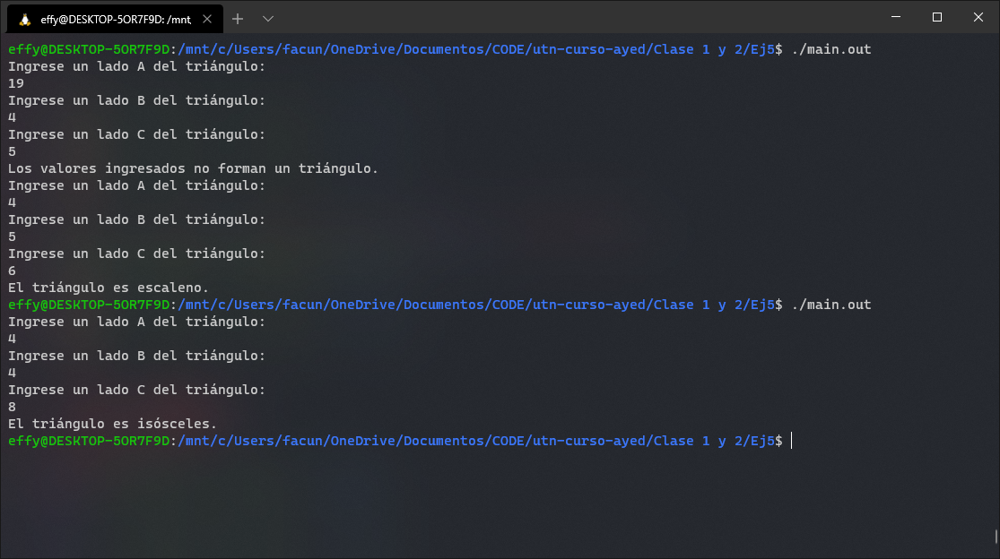 effy@DESKTOP-5OR7F9D: /mnt,
effy@DESKTOP-5OR7F9D:/mnt/c/Users/facun/OneDrive/Documentos/CODE/utn-curso-ayed/Clase 1 y 2/Ej5$ ./main.out
Ingrese un lado A del triángulo:
19
Ingrese un lado B del triángulo:
4
Ingrese un lado C del triángulo:
5
Los valores ingresados no forman un triángulo.
Ingrese un lado A del triángulo:
4
Ingrese un lado B del triángulo:
5
Ingrese un lado C del triángulo:
6
El triángulo es escaleno.
effy@DESKTOP-5OR7F9D:/mnt/c/Users/facun/OneDrive/Documentos/CODE/utn-curso-ayed/Clase 1 y 2/Ej5$ ./main.out
Ingrese un lado A del triángulo:
4
Ingrese un lado B del triángulo:
4
Ingrese un lado C del triángulo:
8
El triángulo es isósceles.
effy@DESKTOP-5OR7F9D:/mnt/c/Users/facun/OneDrive/Documentos/CODE/utn-curso-ayed/Clase 1 y 2/Ej5$